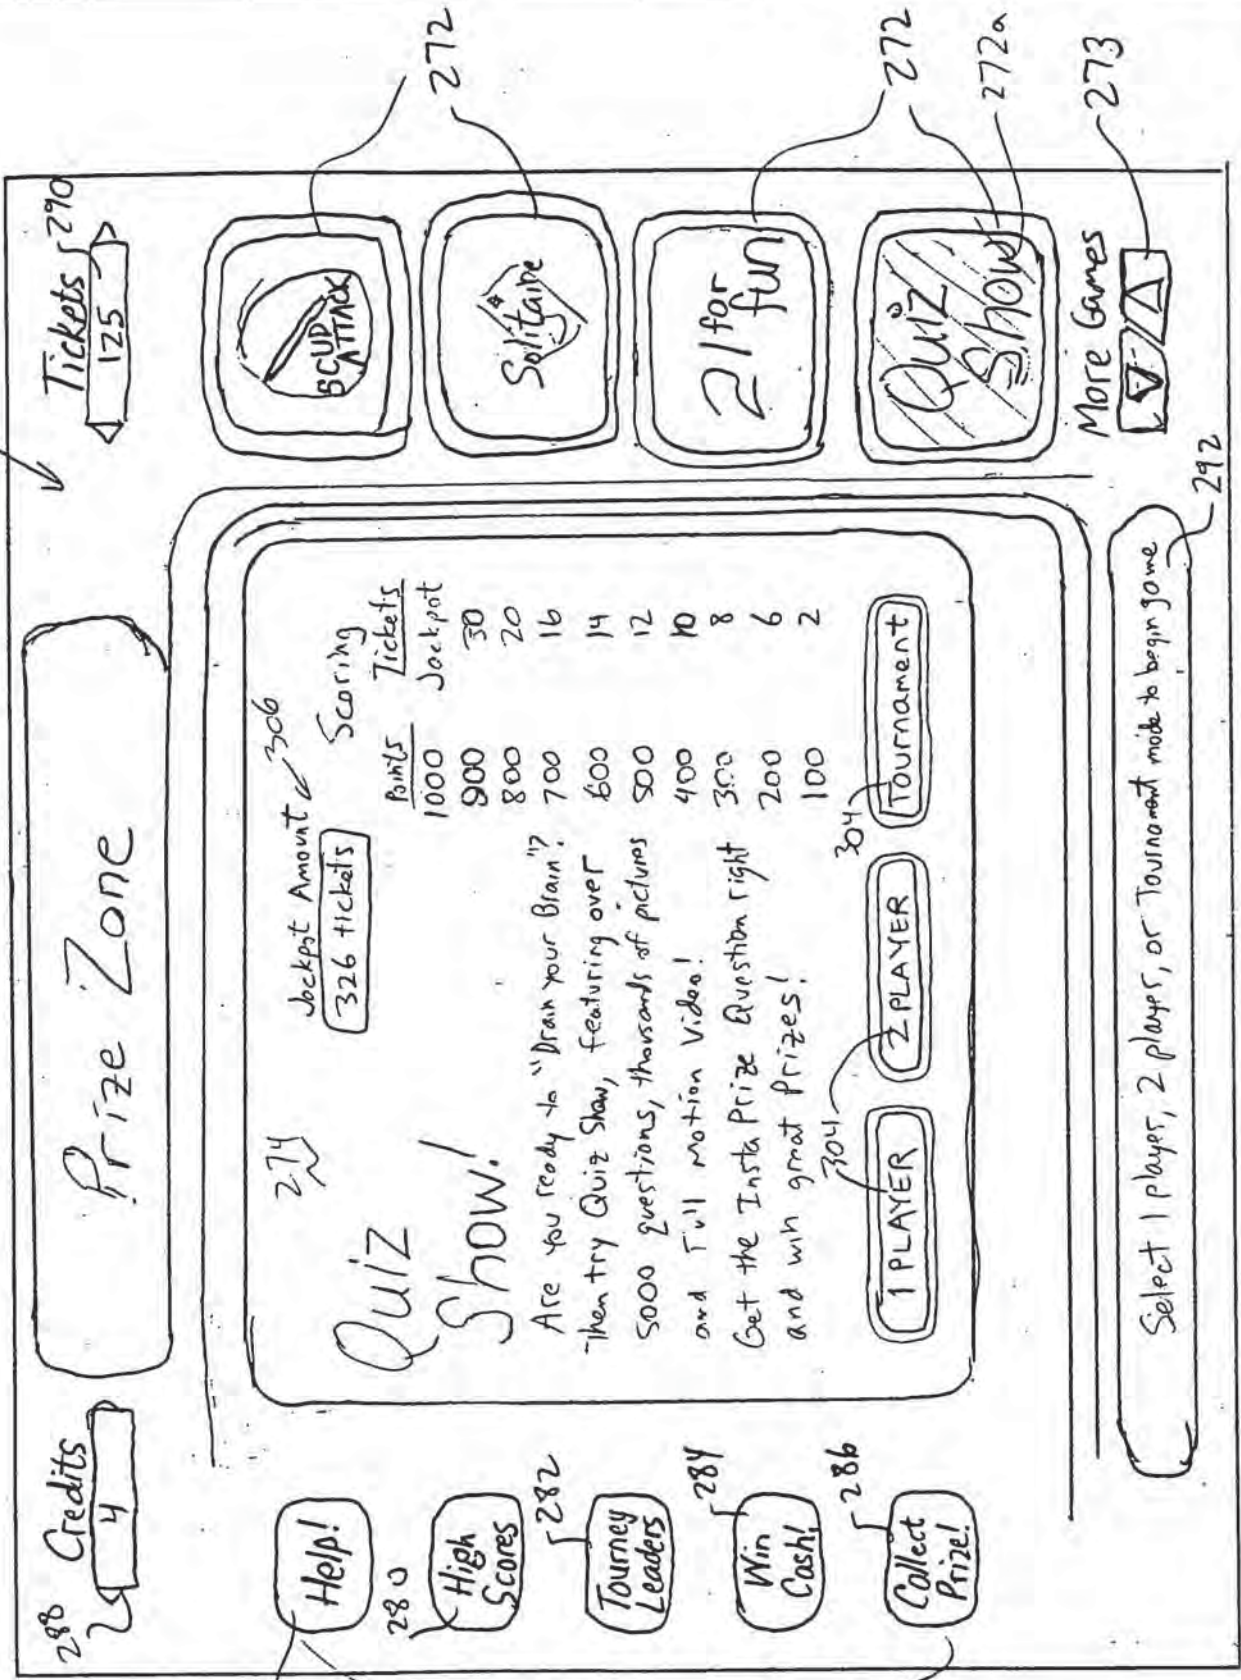 288
Credits
4
Prize Zone
Tickets
290
125
Help!
280
High
Scores
282
Tourney
Leaders
284
Win
Cash!
286
Collect
Prize!
274
Quiz
Show!
Jackpot Amount
306
326 tickets
Scoring
Points Tickets
1000 Jackpot
900 30
800 20
700 16
600 14
500 12
400 10
300 8
200 6
100 2
Are you ready to "Drain your Brain"?
Then try Quiz Show, featuring over
5000 questions, thousands of pictures
and Full Motion Video!
Get the Insta Prize Question right
and win great Prizes!
304
304
1 PLAYER
2 PLAYER
Tournament
272
ATTACK
Solitaire
21 for
fun
272
Quiz
Show
272a
More Games
273
Select 1 player, 2 player, or Tournament mode to begin game
292